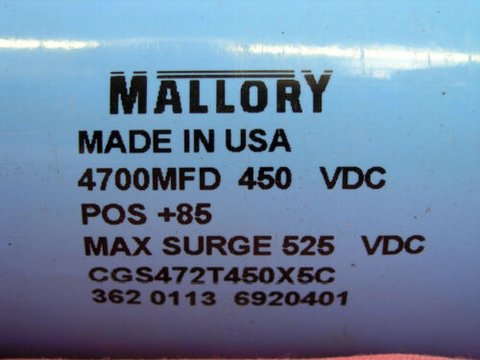 MALLORY
MADE IN USA
4700MFD 450 VDC
POS +85
MAX SURGE 525 VDC
CGS472T450X5C
362 0113 6920401